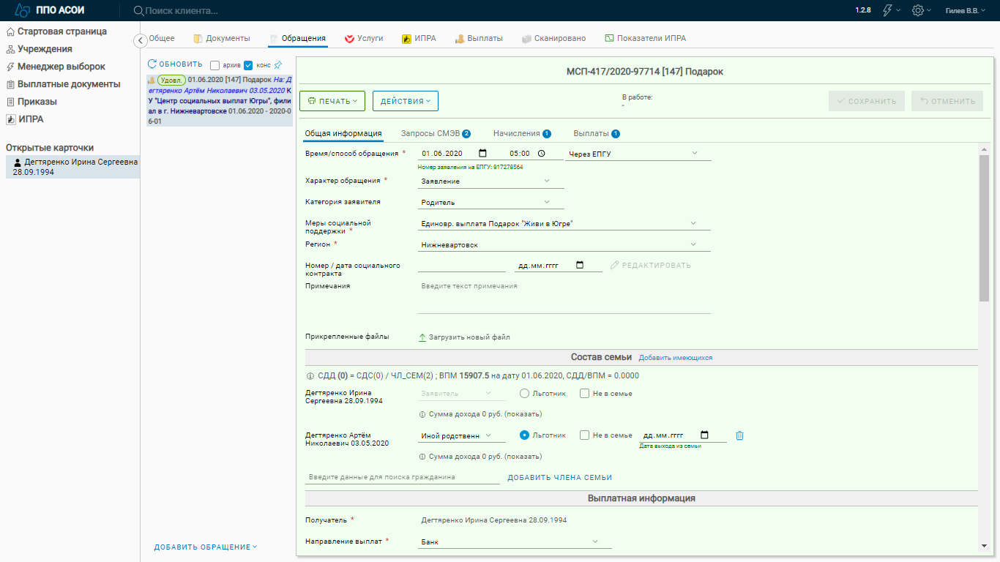 ППО АСОИ
Поиск клиента...
1.2.8
Гилев В.В.
Стартовая страница
Учреждения
Менеджер выборок
Выплатные документы
Приказы
ИПРА
Открытые карточки
Дегтяренко Ирина Сергеевна
28.09.1994
Общее
Документы
Обращения
Услуги
ИПРА
Выплаты
Сканировано
Показатели ИПРА
ОБНОВИТЬ
архив
конс
Удовл. 01.06.2020 [147] Подарок На: Д
егтяренко Артём Николаевич 03.05.2020 К
У "Центр социальных выплат Югры", фили
ал в г. Нижневартовске 01.06.2020 - 2020-0
6-01
ДОБАВИТЬ ОБРАЩЕНИЕ
МСП-417/2020-97714 [147] Подарок
ПЕЧАТЬ
ДЕЙСТВИЯ
В работе:
-
СОХРАНИТЬ
ОТМЕНИТЬ
Общая информация
Запросы СМЭВ 2
Начисления 1
Выплаты 1
Время/способ обращения *
01.06.2020
05:00
Через ЕПГУ
Номер заявления на ЕПГУ: 817278564
Характер обращения *
Заявление
Категория заявителя
Родитель
Меры социальной
поддержки *
Единовр. выплата Подарок "Живи в Югре"
Регион *
Нижневартовск
Номер / дата социального
контракта
дд.мм.гггг
РЕДАКТИРОВАТЬ
Примечания
Введите текст примечания
Прикрепленные файлы
Загрузить новый файл
Состав семьи
Добавить имеющихся
СДД (0) = СДС(0) / ЧЛ_СЕМ(2) ; ВПМ 15907.5 на дату 01.06.2020, СДД/ВПМ = 0.0000
Дегтяренко Ирина
Сергеевна 28.09.1994
Заявитель
Льготник
Не в семье
Сумма дохода 0 руб. (показать)
Дегтяренко Артём
Николаевич 03.05.2020
Иной родственн
Льготник
Не в семье
дд.мм.гггг
Дата выхода из семьи
Сумма дохода 0 руб. (показать)
Введите данные для поиска гражданина
ДОБАВИТЬ ЧЛЕНА СЕМЬИ
Выплатная информация
Получатель *
Дегтяренко Ирина Сергеевна 28.09.1994
Направление выплат *
Банк